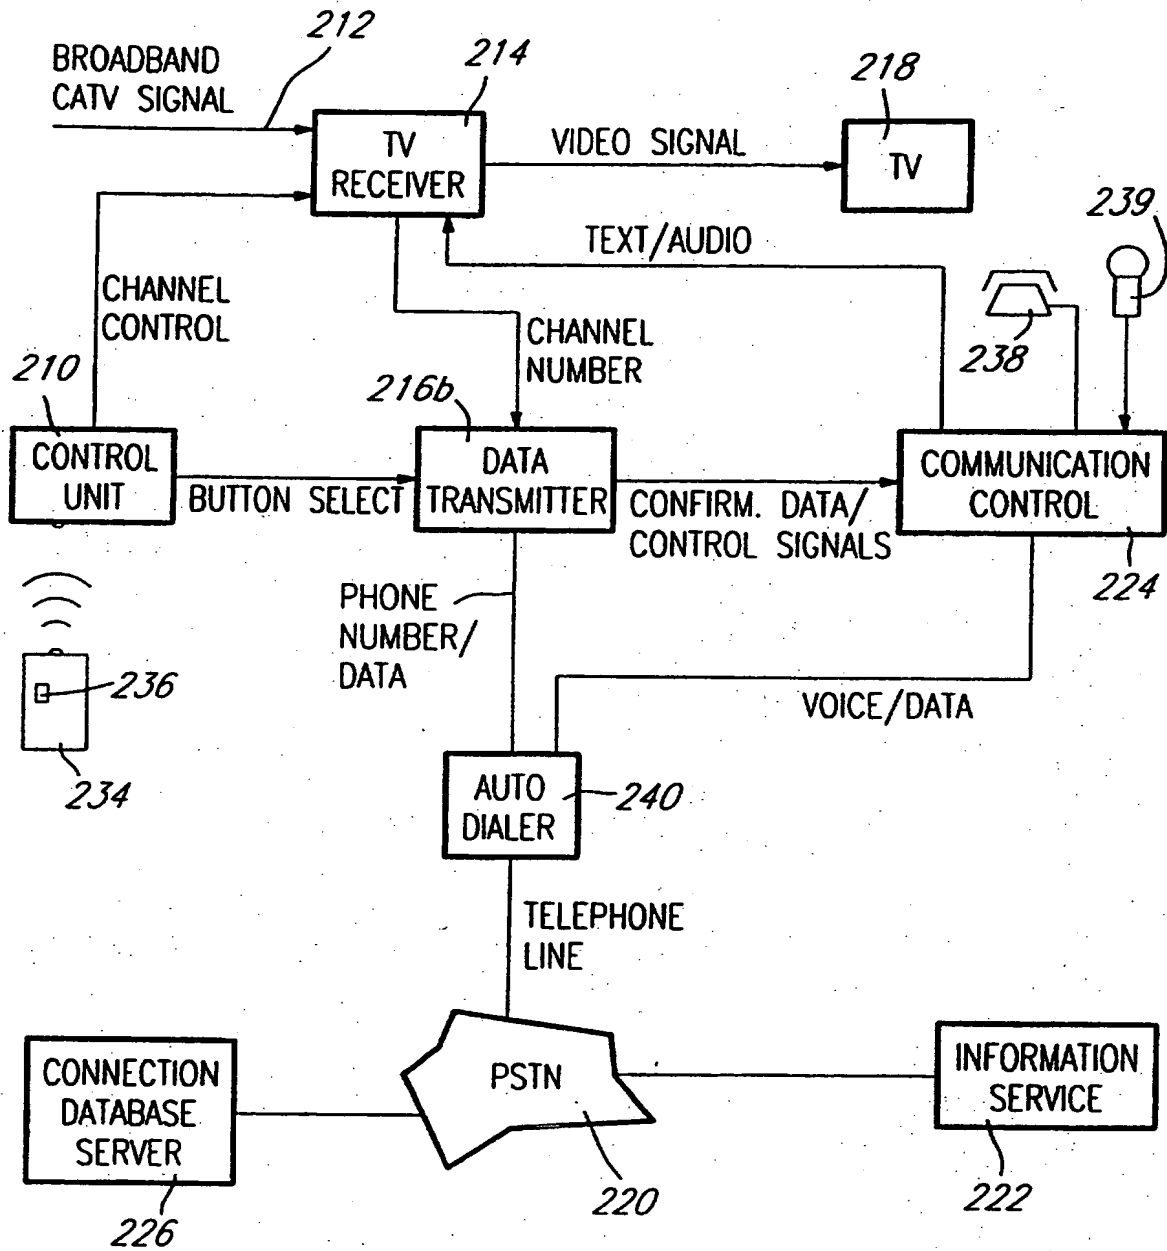 212
BROADBAND
CATV SIGNAL
214
TV
RECEIVER
VIDEO SIGNAL
218
TV
239
TEXT/AUDIO
CHANNEL
CONTROL
238
CHANNEL
NUMBER
210
216b
CONTROL
UNIT
BUTTON SELECT
DATA
TRANSMITTER
CONFIRM. DATA/
CONTROL SIGNALS
COMMUNICATION
CONTROL
224
PHONE
NUMBER/
DATA
236
234
VOICE/DATA
AUTO
DIALER
240
TELEPHONE
LINE
CONNECTION
DATABASE
SERVER
226
PSTN
220
INFORMATION
SERVICE
222